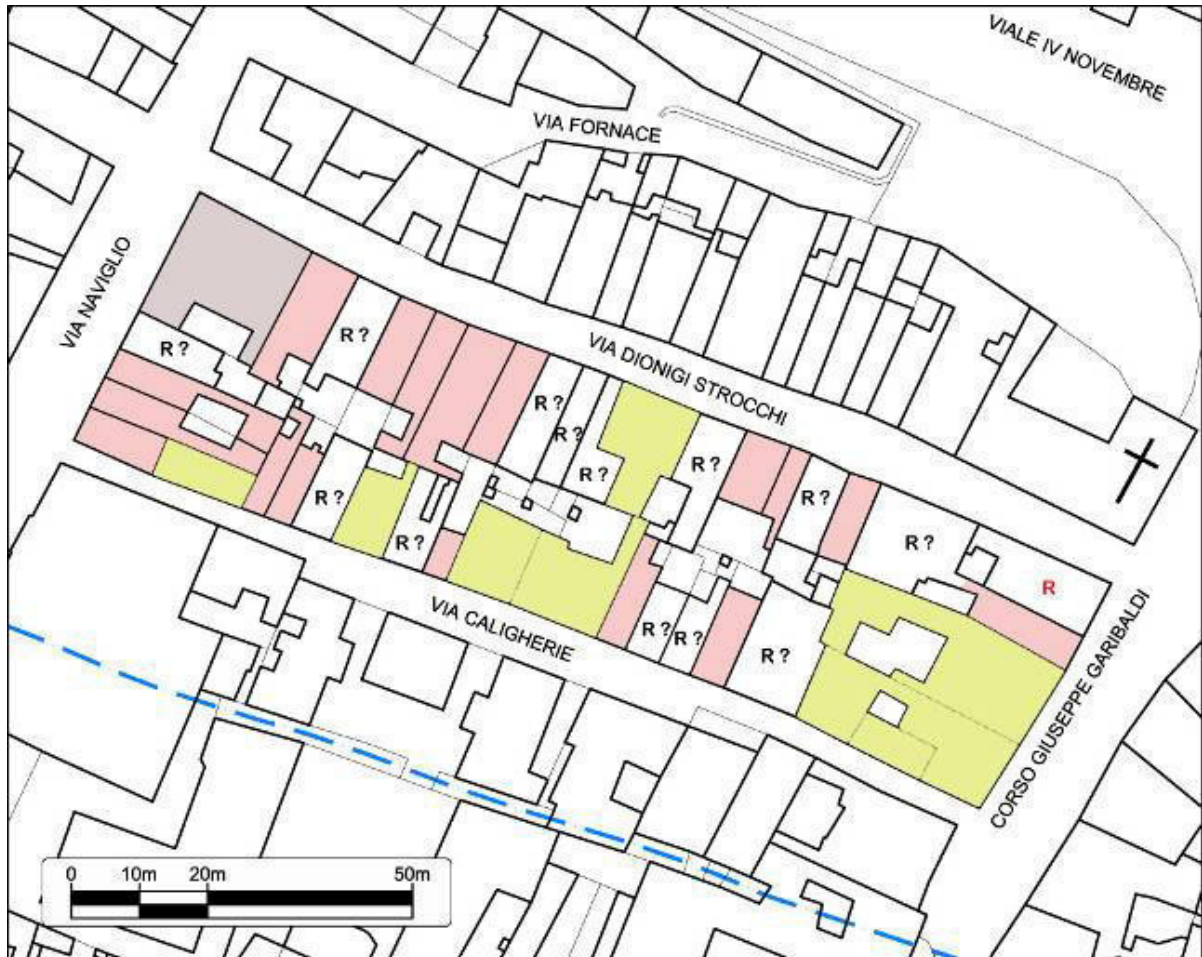 VIALE IV NOVEMBRE
VIA FORNACE
VIA NAVIGLIO
VIA DIONIGI STROCCHI
R ?
R ?
R ?
R ?
R ?
R ?
R ?
R ?
R ?
R ?
R
R ?
R ?
R ?
VIA CALIGHERIE
CORSO GIUSEPPE GARIBALDI
0 10m 20m 50m